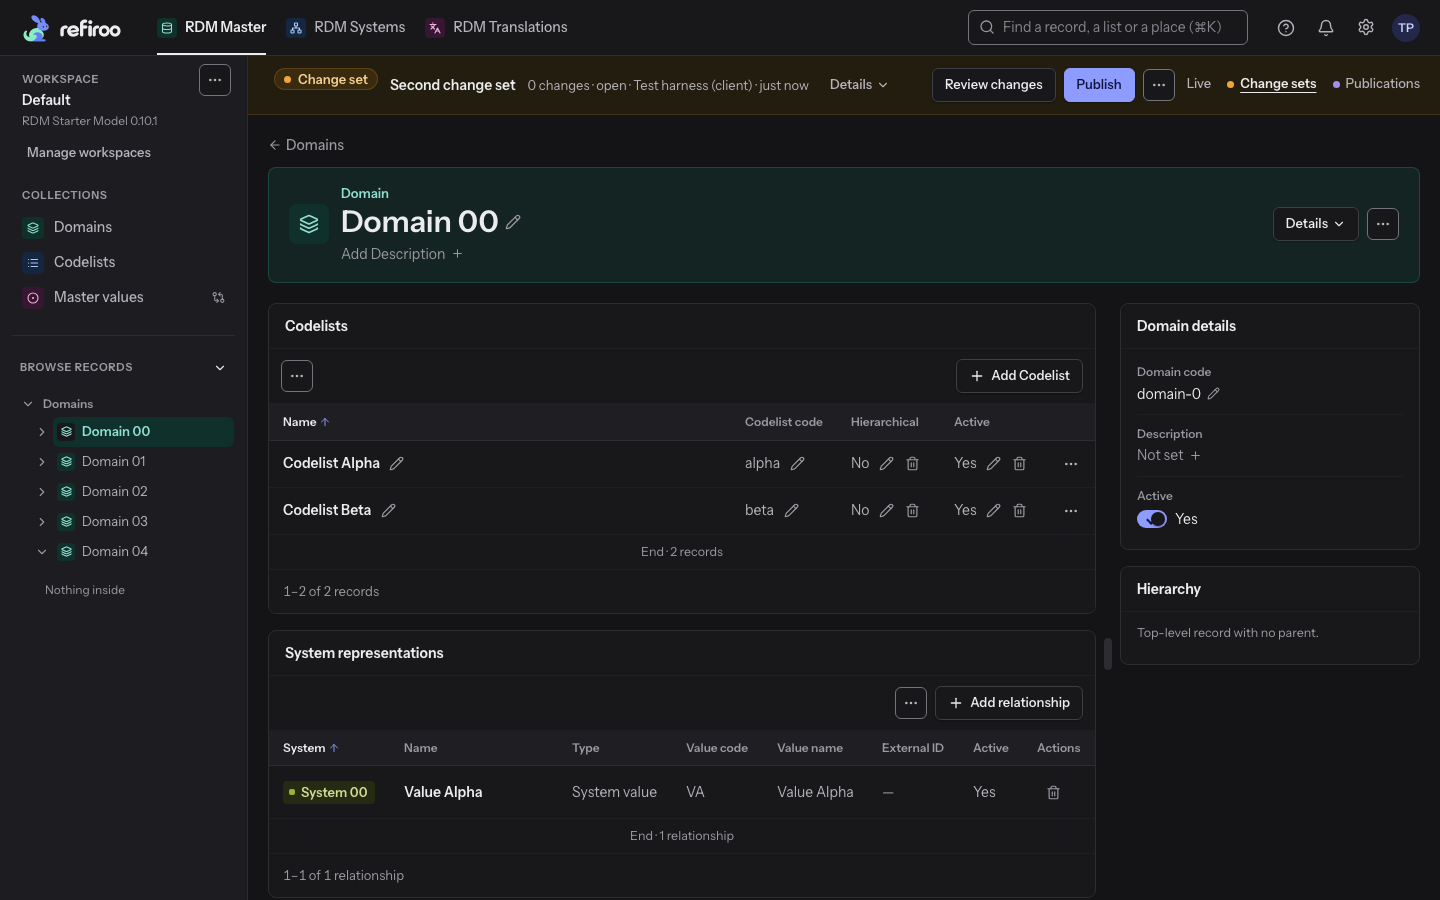 refiroo
RDM Master
RDM Systems
RDM Translations
Find a record, a list or a place (⌘K)
TP
WORKSPACE
Default
RDM Starter Model 0.10.1
Manage workspaces
COLLECTIONS
Domains
Codelists
Master values
BROWSE RECORDS
Domains
Domain 00
Domain 01
Domain 02
Domain 03
Domain 04
Nothing inside
Change set
Second change set
0 changes · open · Test harness (client) · just now
Details
Review changes
Publish
Live
Change sets
Publications
Domains
Domain
Domain 00
Add Description
Details
Codelists
Add Codelist
Name Codelist code Hierarchical Active
Codelist Alpha alpha No Yes
Codelist Beta beta No Yes
End · 2 records
1–2 of 2 records
System representations
Add relationship
System Name Type Value code Value name External ID Active Actions
System 00 Value Alpha System value VA Value Alpha — Yes
End · 1 relationship
1–1 of 1 relationship
Domain details
Domain code
domain-0
Description
Not set
Active
Yes
Hierarchy
Top-level record with no parent.